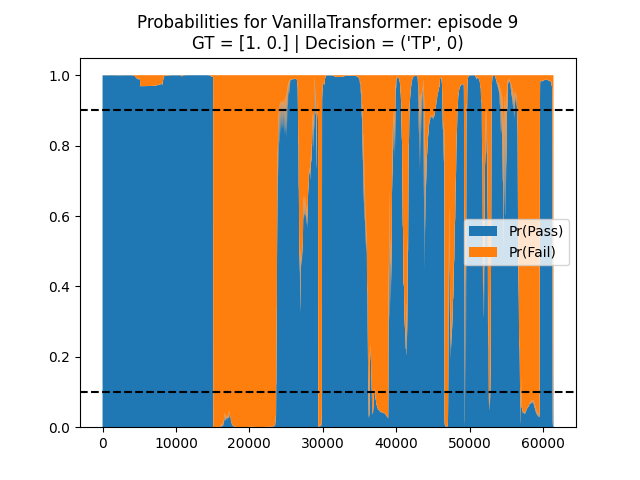 Probabilities for VanillaTransformer: episode 9
GT = [1. 0.] | Decision = ('TP', 0)
1.0
0.8
0.6
0.4
0.2
0.0
Pr(Pass)
Pr(Fail)
0 10000 20000 30000 40000 50000 60000